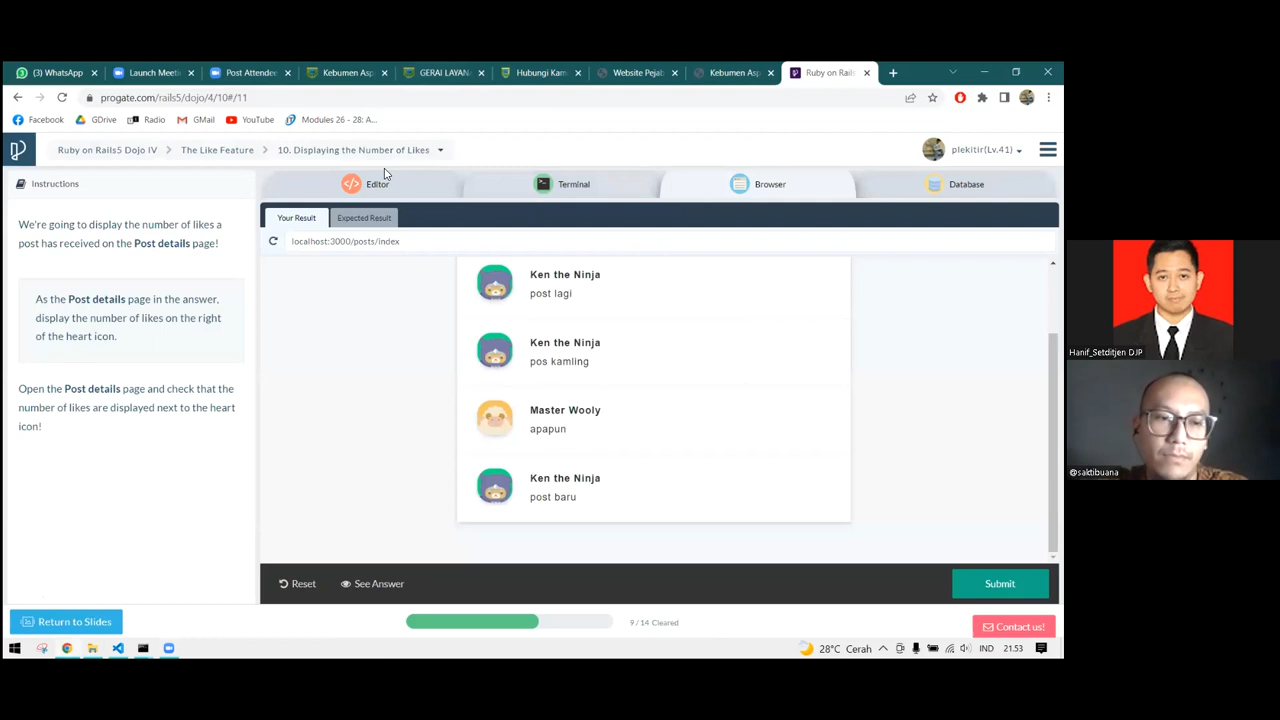 (3) WhatsApp
Launch Meeti
Post Attendee
Kebumen Asp
GERAI LAYAN
Hubungi Kam
Website Pejab
Kebumen Asp
Ruby on Rails
progate.com/rails5/dojo/4/10#/11
Facebook
GDrive
Radio
GMail
YouTube
Modules 26 - 28: A...
Ruby on Rails5 Dojo IV
The Like Feature
10. Displaying the Number of Likes
plekitir(Lv.41)
Instructions
Editor
Terminal
Browser
Database
We're going to display the number of likes a
post has received on the Post details page!
As the Post details page in the answer,
display the number of likes on the right
of the heart icon.
Open the Post details page and check that the
number of likes are displayed next to the heart
icon!
Your Result
Expected Result
localhost:3000/posts/index
Ken the Ninja
post lagi
Ken the Ninja
pos kamling
Master Wooly
apapun
Ken the Ninja
post baru
Reset
See Answer
Submit
Return to Slides
9 / 14 Cleared
Contact us!
28°C Cerah
IND
21.53
Hanif_Setditjen DJP
@saktibuana